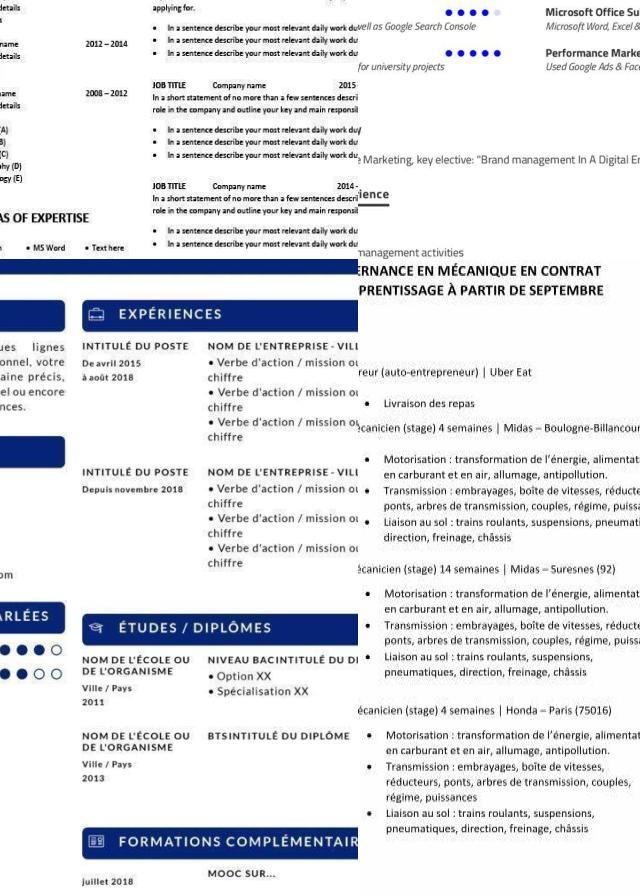 details
applying for.
• In a sentence describe your most relevant daily work du
name 2012 – 2014
• In a sentence describe your most relevant daily work du
details
• In a sentence describe your most relevant daily work du
name 2008 – 2012
details
JOB TITLE Company name 2015
In a short statement of no more than a few sentences descri
role in the company and outline your key and main responsi
(A)
• In a sentence describe your most relevant daily work du
B)
• In a sentence describe your most relevant daily work du
(C)
• In a sentence describe your most relevant daily work du
phy (D)
ogy (E)
JOB TITLE Company name 2014 -
In a short statement of no more than a few sentences descri
role in the company and outline your key and main responsi
AS OF EXPERTISE
• In a sentence describe your most relevant daily work du
• MS Word • Text here
• In a sentence describe your most relevant daily work du
Microsoft Office Su
well as Google Search Console
Microsoft Word, Excel &
Performance Marke
for university projects
Used Google Ads & Fac
Marketing, key elective: "Brand management In A Digital En
ience
management activities
EXPÉRIENCES
ues lignes
onnel, votre
aine précis,
el ou encore
nces.
INTITULÉ DU POSTE
De avril 2015
à août 2018
NOM DE L'ENTREPRISE - VILL
• Verbe d'action / mission ou
chiffre
• Verbe d'action / mission ou
chiffre
• Verbe d'action / mission ou
chiffre
INTITULÉ DU POSTE
Depuis novembre 2018
NOM DE L'ENTREPRISE - VILL
• Verbe d'action / mission ou
chiffre
• Verbe d'action / mission ou
chiffre
• Verbe d'action / mission ou
chiffre
om
ARLÉES
ÉTUDES / DIPLÔMES
NOM DE L'ÉCOLE OU
DE L'ORGANISME
Ville / Pays
2011
NIVEAU BACINTITULÉ DU DI
• Option XX
• Spécialisation XX
NOM DE L'ÉCOLE OU
DE L'ORGANISME
Ville / Pays
2013
BTSINTITULÉ DU DIPLÔME
FORMATIONS COMPLÉMENTAIR
juillet 2018
MOOC SUR...
ERNANCE EN MÉCANIQUE EN CONTRAT
PRENTISSAGE À PARTIR DE SEPTEMBRE
reur (auto-entrepreneur) | Uber Eat
• Livraison des repas
écanicien (stage) 4 semaines | Midas – Boulogne-Billancour
• Motorisation : transformation de l'énergie, alimentat
en carburant et en air, allumage, antipollution.
• Transmission : embrayages, boîte de vitesses, réducte
ponts, arbres de transmission, couples, régime, puissa
• Liaison au sol : trains roulants, suspensions, pneumati
direction, freinage, châssis
écanicien (stage) 14 semaines | Midas – Suresnes (92)
• Motorisation : transformation de l'énergie, alimentat
en carburant et en air, allumage, antipollution.
• Transmission : embrayages, boîte de vitesses, réducte
ponts, arbres de transmission, couples, régime, puissa
• Liaison au sol : trains roulants, suspensions,
pneumatiques, direction, freinage, châssis
écanicien (stage) 4 semaines | Honda – Paris (75016)
• Motorisation : transformation de l'énergie, alimentat
en carburant et en air, allumage, antipollution.
• Transmission : embrayages, boîte de vitesses,
réducteurs, ponts, arbres de transmission, couples,
régime, puissances
• Liaison au sol : trains roulants, suspensions,
pneumatiques, direction, freinage, châssis